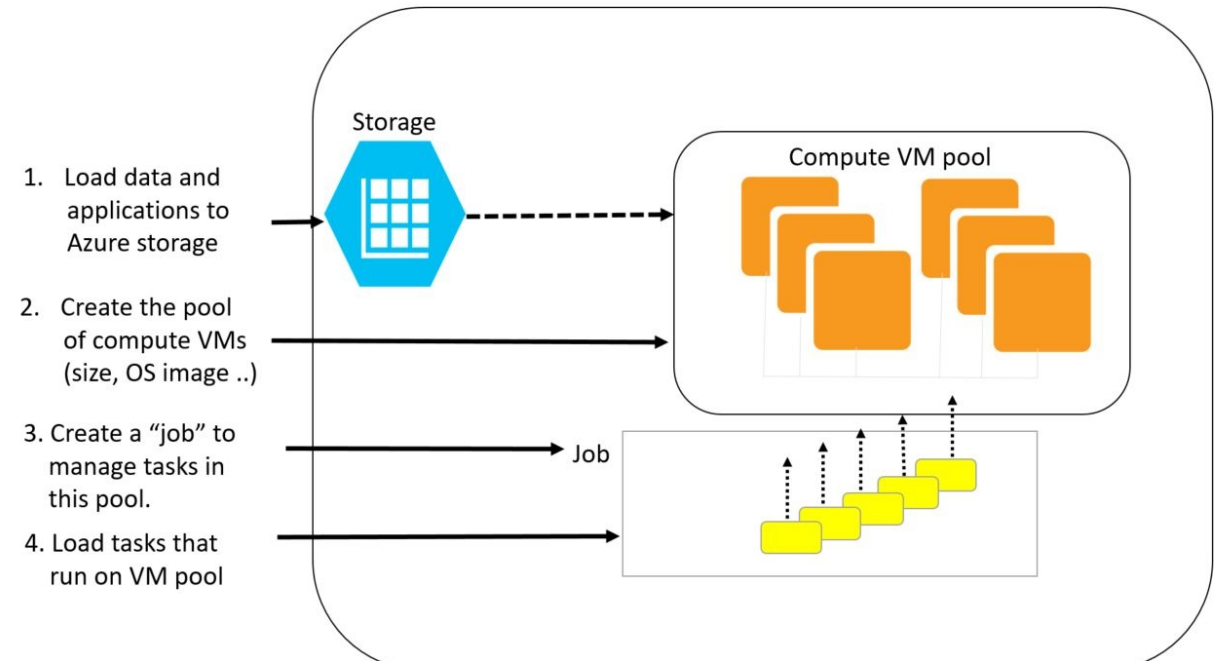 Storage
Compute VM pool
1. Load data and
applications to
Azure storage
2. Create the pool
of compute VMs
(size, OS image ..)
3. Create a “job” to
manage tasks in
this pool.
Job
4. Load tasks that
run on VM pool